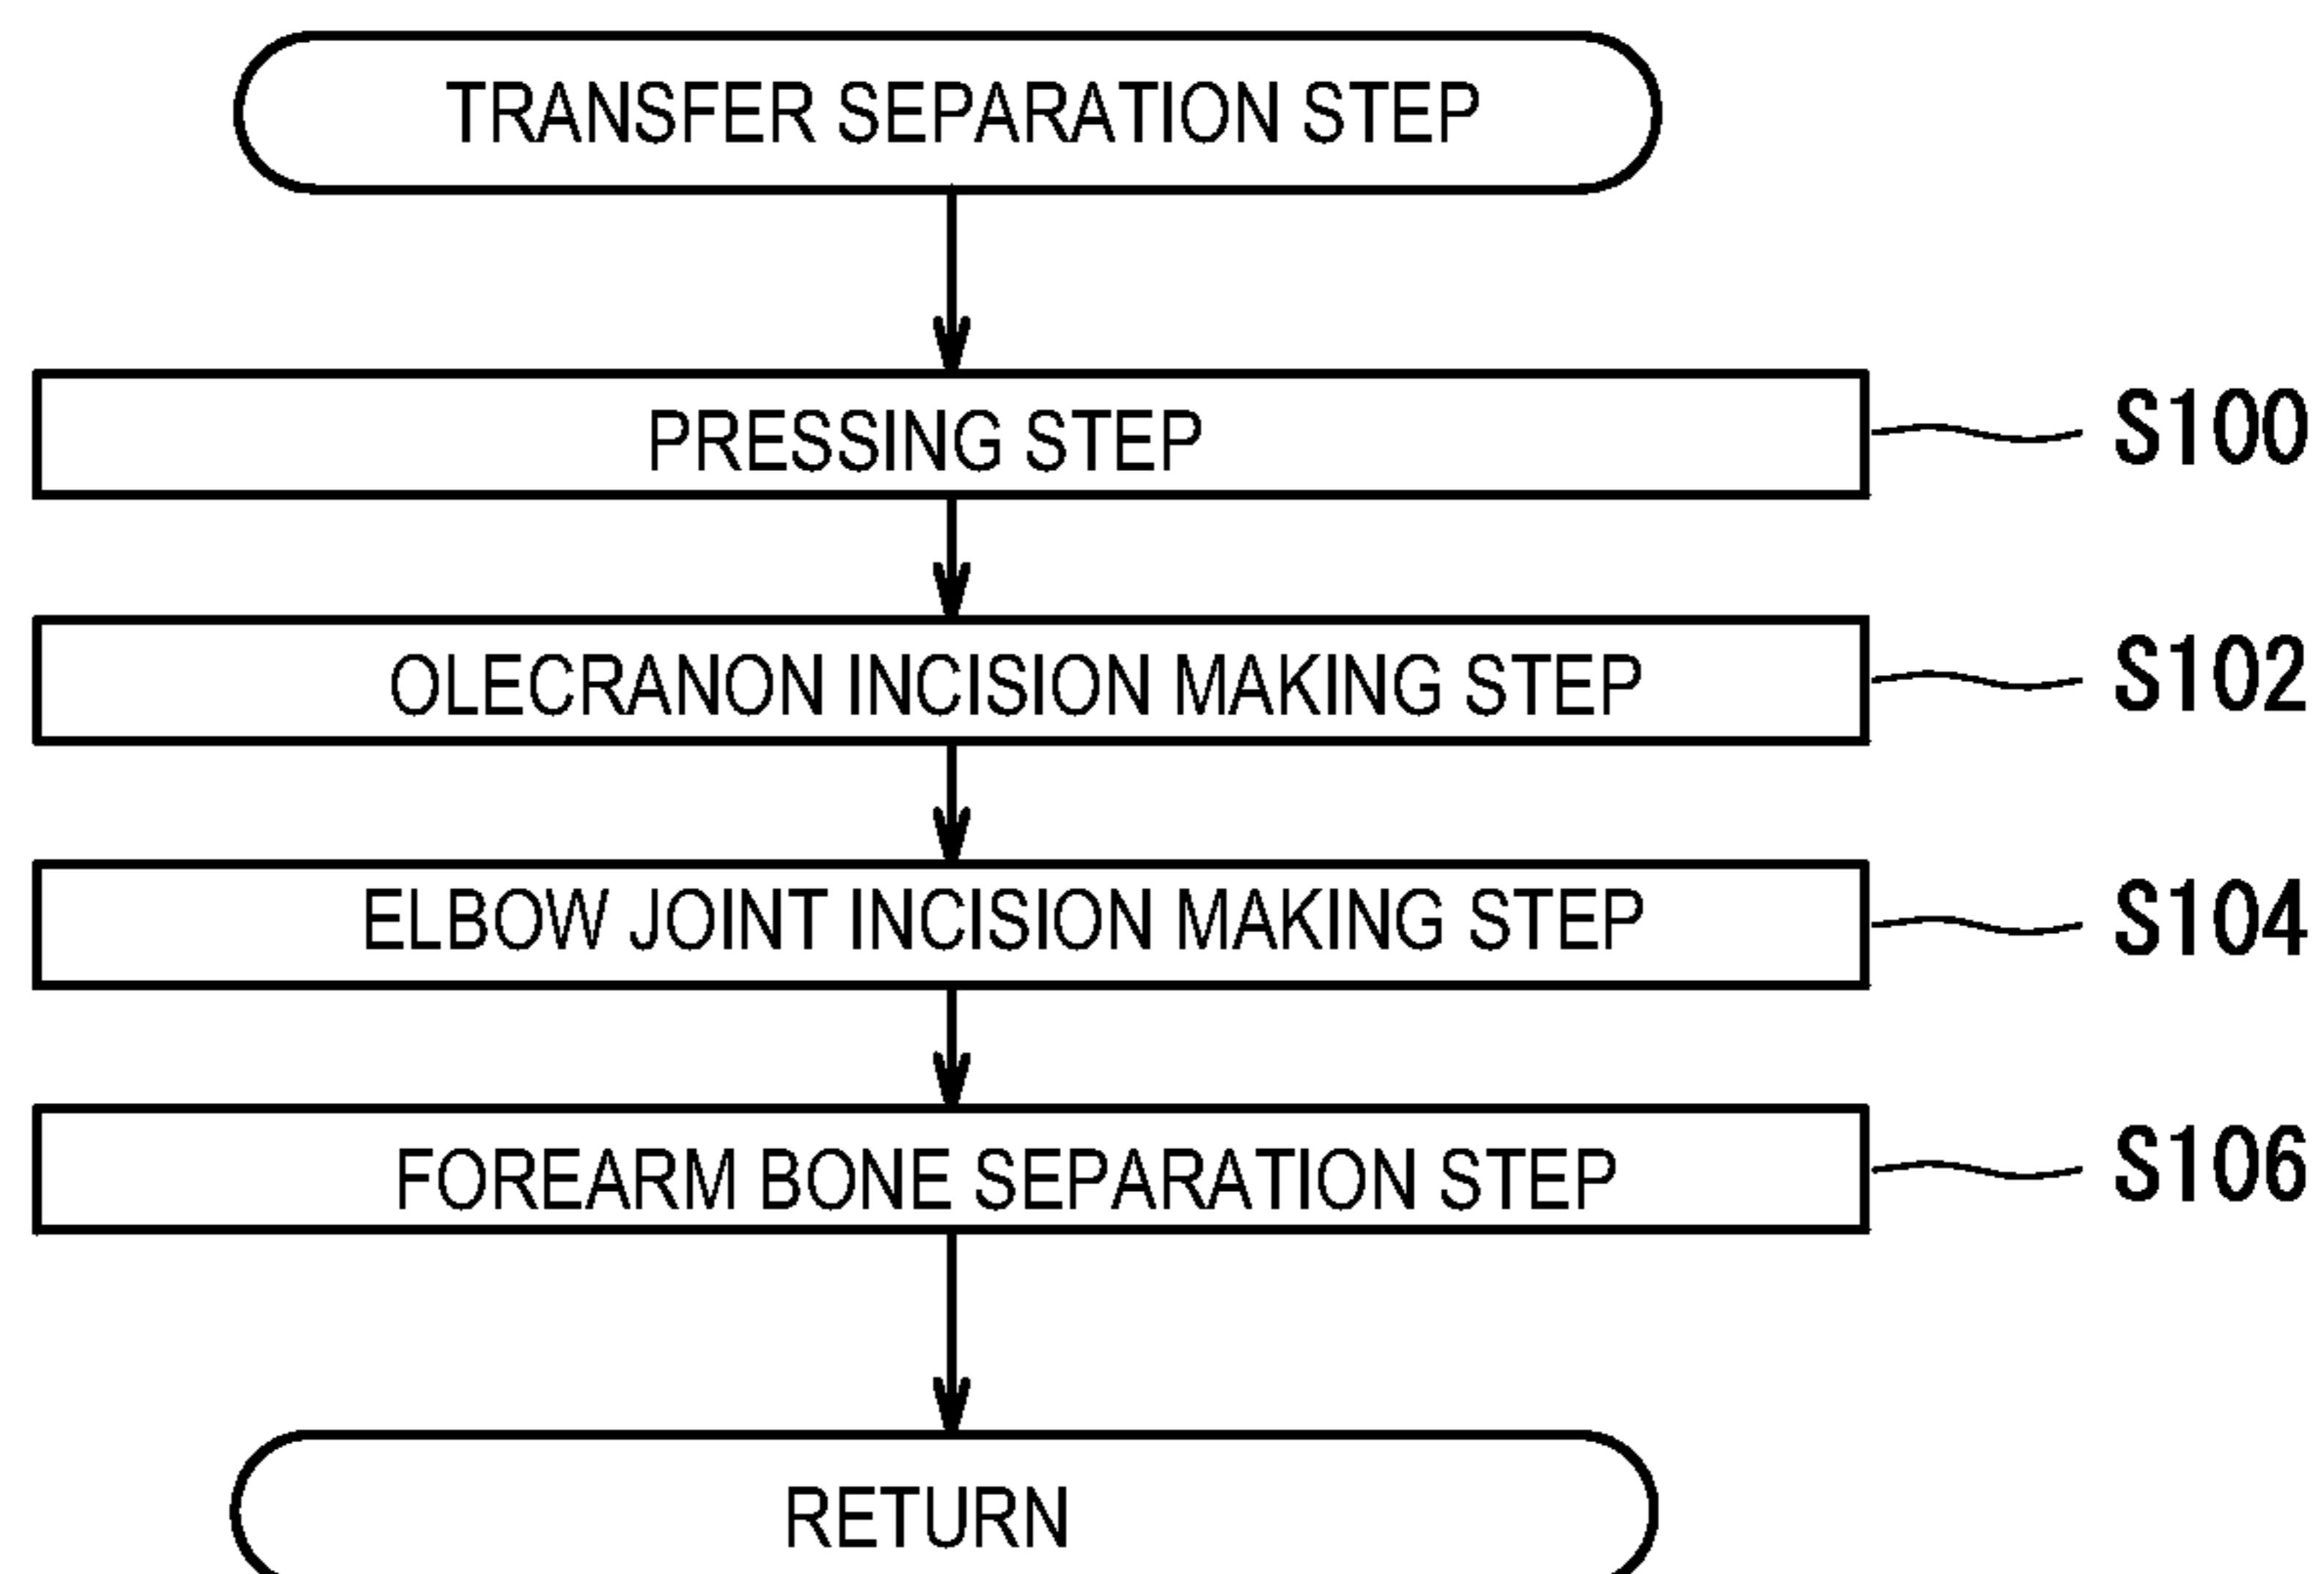 TRANSFER SEPARATION STEP
PRESSING STEP S100
OLECRANON INCISION MAKING STEP S102
ELBOW JOINT INCISION MAKING STEP S104
FOREARM BONE SEPARATION STEP S106
RETURN